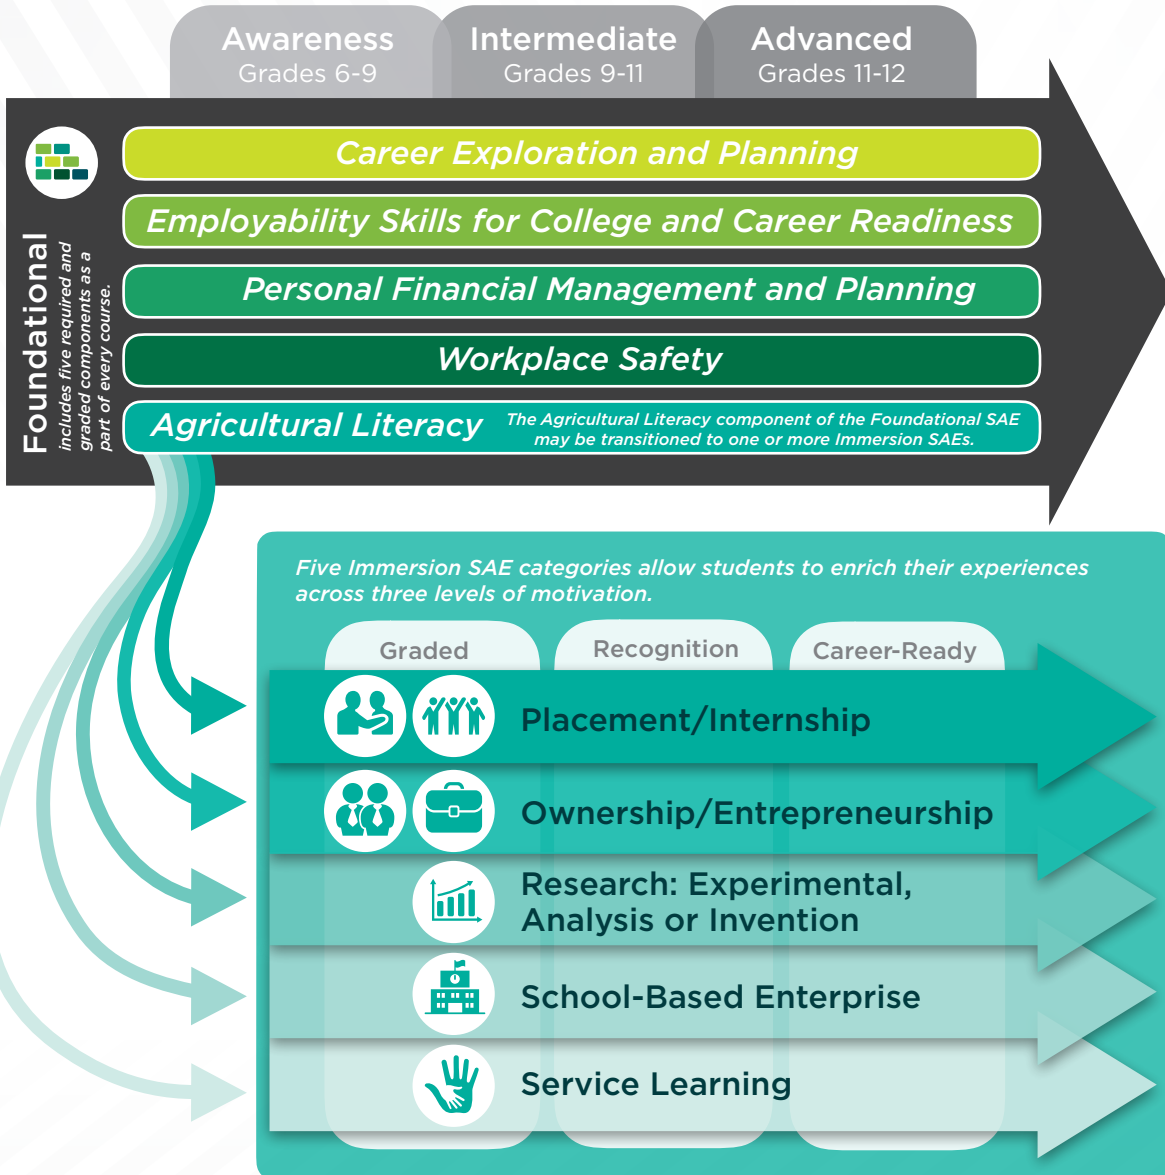 Awareness
Grades 6-9
Intermediate
Grades 9-11
Advanced
Grades 11-12
Foundational
includes five required and
graded components as a
part of every course.
Career Exploration and Planning
Employability Skills for College and Career Readiness
Personal Financial Management and Planning
Workplace Safety
Agricultural Literacy
The Agricultural Literacy component of the Foundational SAE
may be transitioned to one or more Immersion SAEs.
Five Immersion SAE categories allow students to enrich their experiences
across three levels of motivation.
Graded
Recognition
Career-Ready
Placement/Internship
Ownership/Entrepreneurship
Research: Experimental,
Analysis or Invention
School-Based Enterprise
Service Learning